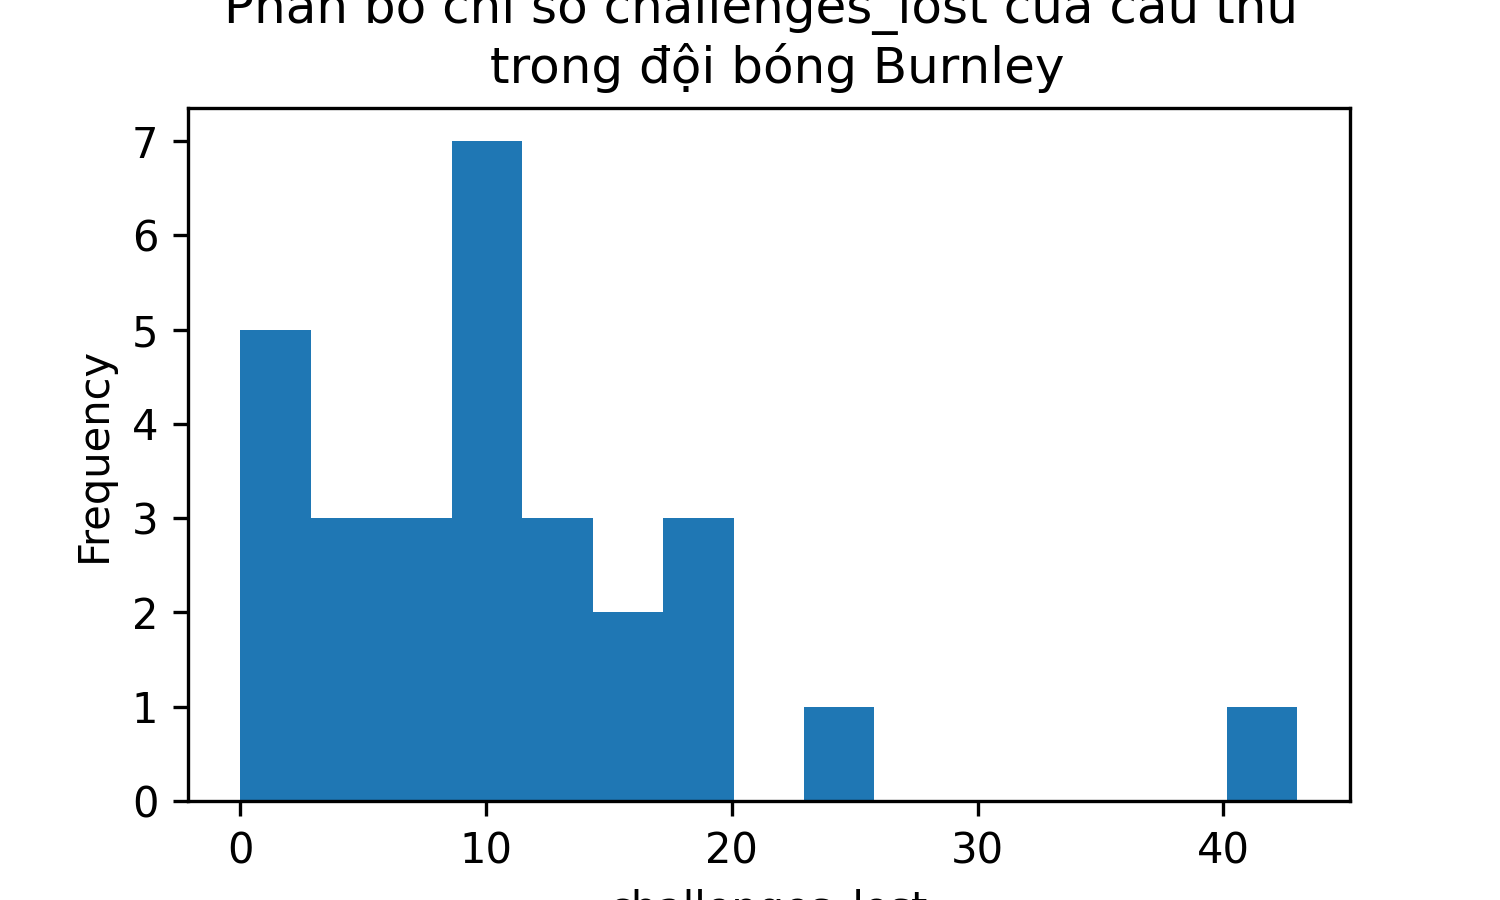 Phân bố chỉ số challenges_lost của cầu thủ
trong đội bóng Burnley
Frequency
7
6
5
4
3
2
1
0
0 10 20 30 40
challenges_lost